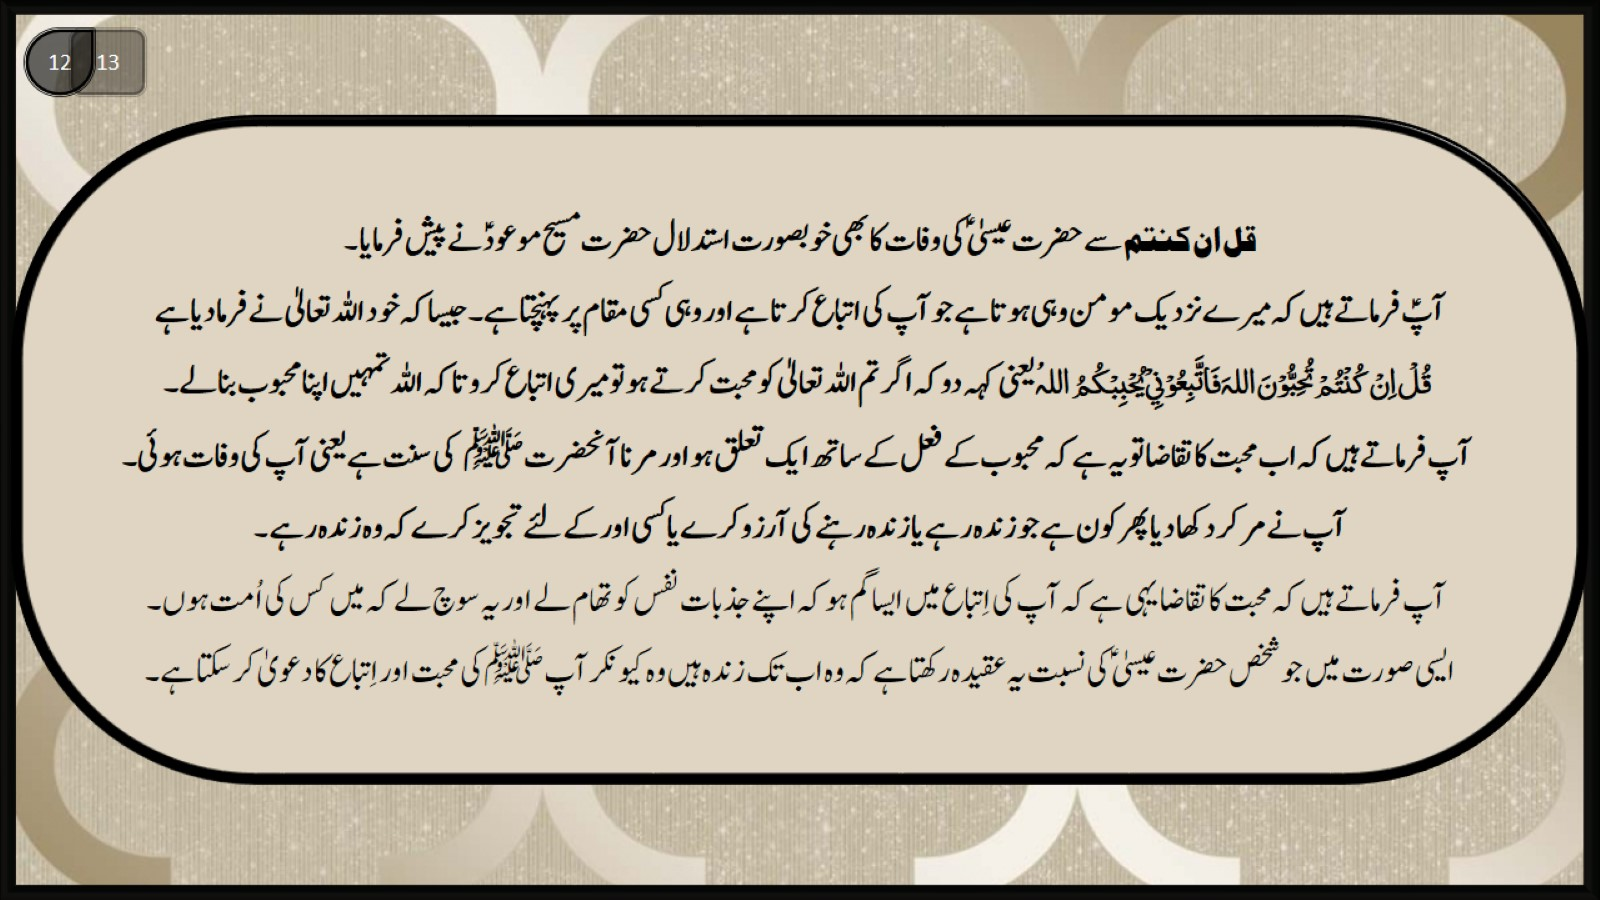 12 13
قل ان کنتم سے حضرت عیسیٰؑ کی وفات کا بھی خوبصورت استدلال حضرت مسیح موعودؑ نے پیش فرمایا۔
آپؑ فرماتے ہیں کہ میرے نزدیک مومن وہی ہوتا ہے جو آپ کی اتباع کرتا ہے اور وہی کسی مقام پر پہنچتا ہے۔ جیسا کہ خود اللہ تعالیٰ نے فرمادیا ہے
قُلْ اِنْ كُنْتُمْ تُحِبُّوْنَ اللہَ فَاتَّبِعُوْنِیْ یُحْبِبْكُمُ اللہُ یعنی کہہ دو کہ اگر تم اللہ تعالیٰ کو محبت کرتے ہو تو میری اتباع کرو تا کہ اللہ تمہیں اپنا محبوب بنالے۔
آپ فرماتے ہیں کہ اب محبت کا تقاضا تو یہ ہے کہ محبوب کے فعل کے ساتھ ایک تعلق ہو اور مرنا آنحضرت ﷺ کی سنت ہے یعنی آپ کی وفات ہوئی۔
آپ نے مر کر دکھا دیا پھر کون ہے جو زندہ رہے یا زندہ رہنے کی آرزو کرے یا کسی اور کے لئے تجویز کرے کہ وہ زندہ رہے۔
آپ فرماتے ہیں کہ محبت کا تقاضا یہی ہے کہ آپ کی اِتباع میں ایسا گم ہو کہ اپنے جذبات نفس کو تھام لے اور یہ سوچ لے کہ میں کس کی اُمت ہوں۔
ایسی صورت میں جو شخص حضرت عیسیٰؑ کی نسبت یہ عقیدہ رکھتا ہے کہ وہ اب تک زندہ ہیں وہ کیونکر آپ ﷺ کی محبت اور اِتباع کا دعویٰ کر سکتا ہے۔